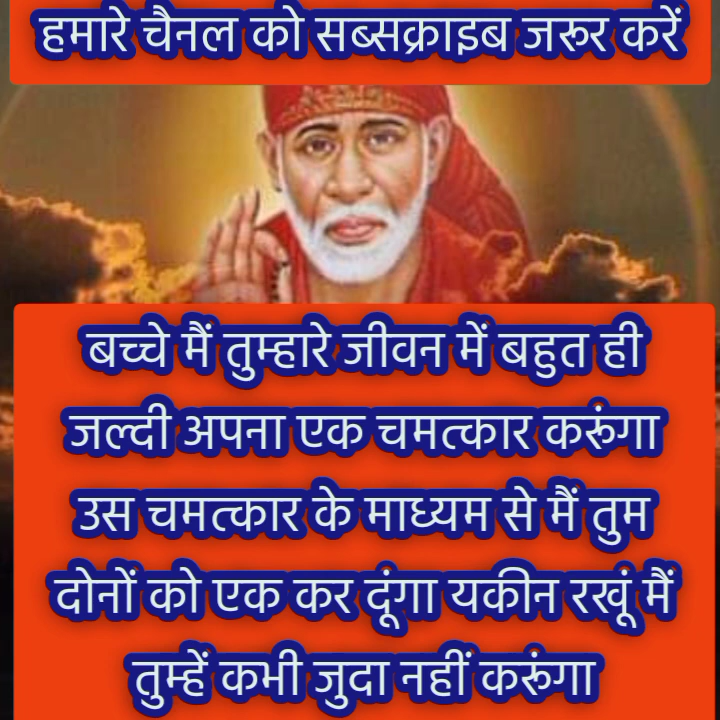 हमारे चैनल को सब्सक्राइब जरूर करें
बच्चे मैं तुम्हारे जीवन में बहुत ही
जल्दी अपना एक चमत्कार करुंगा
उस चमत्कार के माध्यम से मैं तुम
दोनों को एक कर दूंगा यकीन रखूं मैं
तुम्हें कभी जुदा नहीं करुंगा